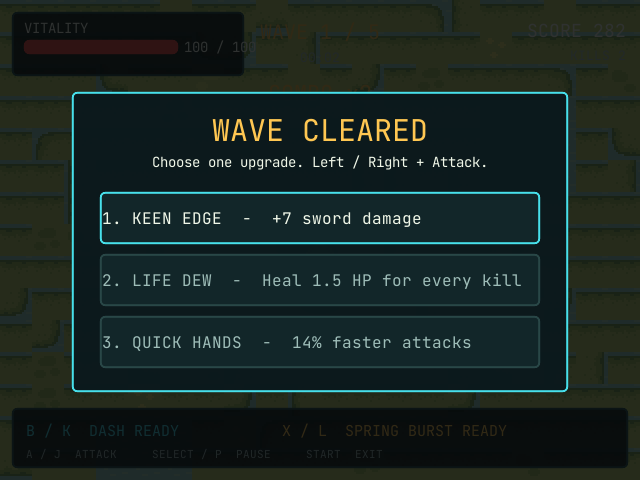 VITALITY
100 / 100
SCORE 282
WAVE CLEARED
Choose one upgrade. Left / Right + Attack.
1. KEEN EDGE - +7 sword damage
2. LIFE DEW - Heal 1.5 HP for every kill
3. QUICK HANDS - 14% faster attacks
B / K DASH READY X / L SPRING BURST READY
A / J ATTACK SELECT / P PAUSE START EXIT